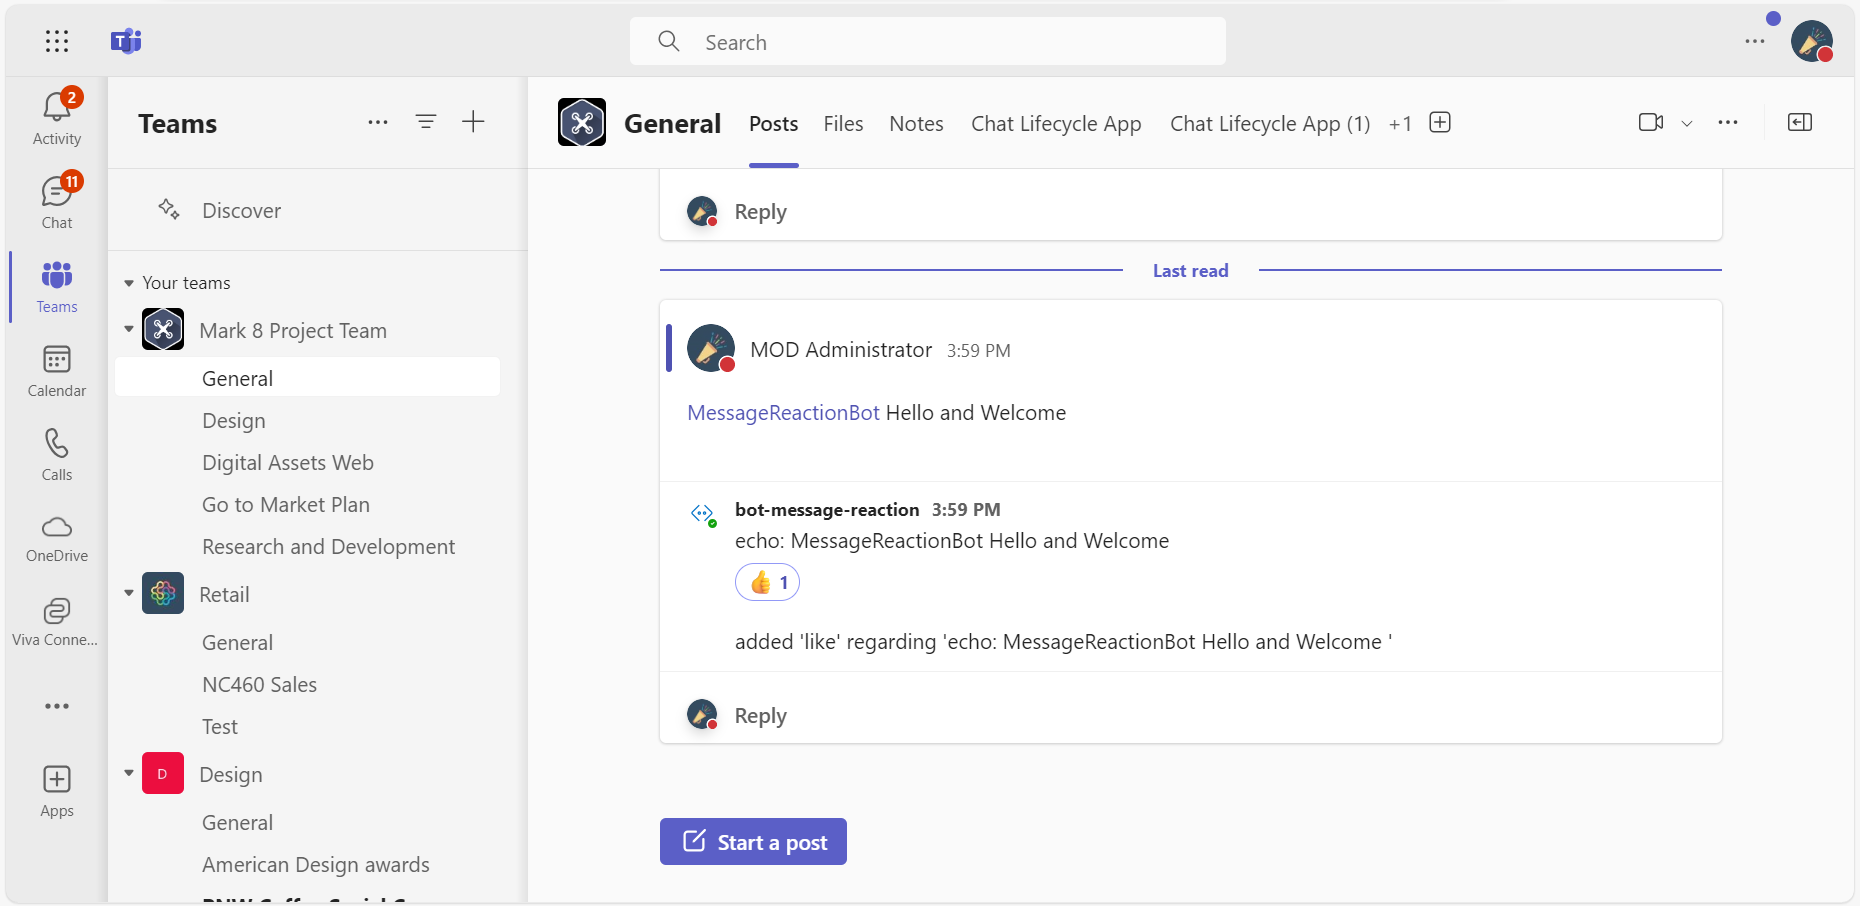 Search
2
Activity
11
Chat
Teams
Calendar
Calls
OneDrive
Viva Conne...
Apps
Teams
Discover
Your teams
Mark 8 Project Team
General
Design
Digital Assets Web
Go to Market Plan
Research and Development
Retail
General
NC460 Sales
Test
D Design
General
American Design awards
General Posts Files Notes Chat Lifecycle App Chat Lifecycle App (1) +1
Reply
Last read
MOD Administrator 3:59 PM
MessageReactionBot Hello and Welcome
bot-message-reaction 3:59 PM
echo: MessageReactionBot Hello and Welcome
👍 1
added 'like' regarding 'echo: MessageReactionBot Hello and Welcome '
Reply
Start a post